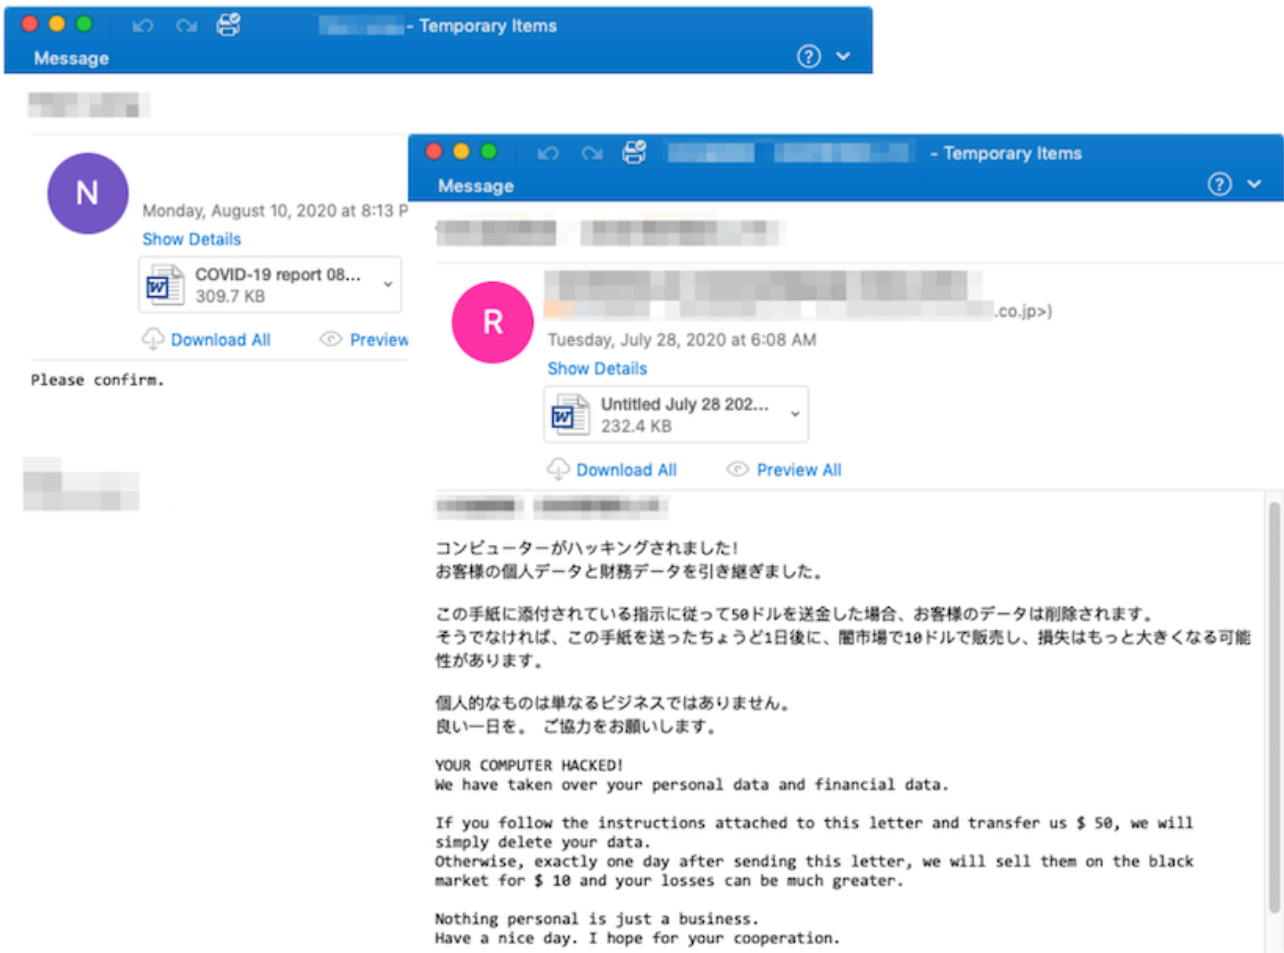 - Temporary Items
Message
N
Monday, August 10, 2020 at 8:13 P
Show Details
COVID-19 report 08...
309.7 KB
Download All
Preview
Please confirm.
- Temporary Items
Message
R
.co.jp>)
Tuesday, July 28, 2020 at 6:08 AM
Show Details
Untitled July 28 202...
232.4 KB
Download All
Preview All
コンピューターがハッキングされました!
お客様の個人データと財務データを引き継ぎました。
この手紙に添付されている指示に従って50ドルを送金した場合、お客様のデータは削除されます。
そうでなければ、この手紙を送ったちょうど1日後に、闇市場で10ドルで販売し、損失はもっと大きくなる可能
性があります。
個人的なものは単なるビジネスではありません。
良い一日を。 ご協力をお願いします。
YOUR COMPUTER HACKED!
We have taken over your personal data and financial data.
If you follow the instructions attached to this letter and transfer us $ 50, we will
simply delete your data.
Otherwise, exactly one day after sending this letter, we will sell them on the black
market for $ 10 and your losses can be much greater.
Nothing personal is just a business.
Have a nice day. I hope for your cooperation.